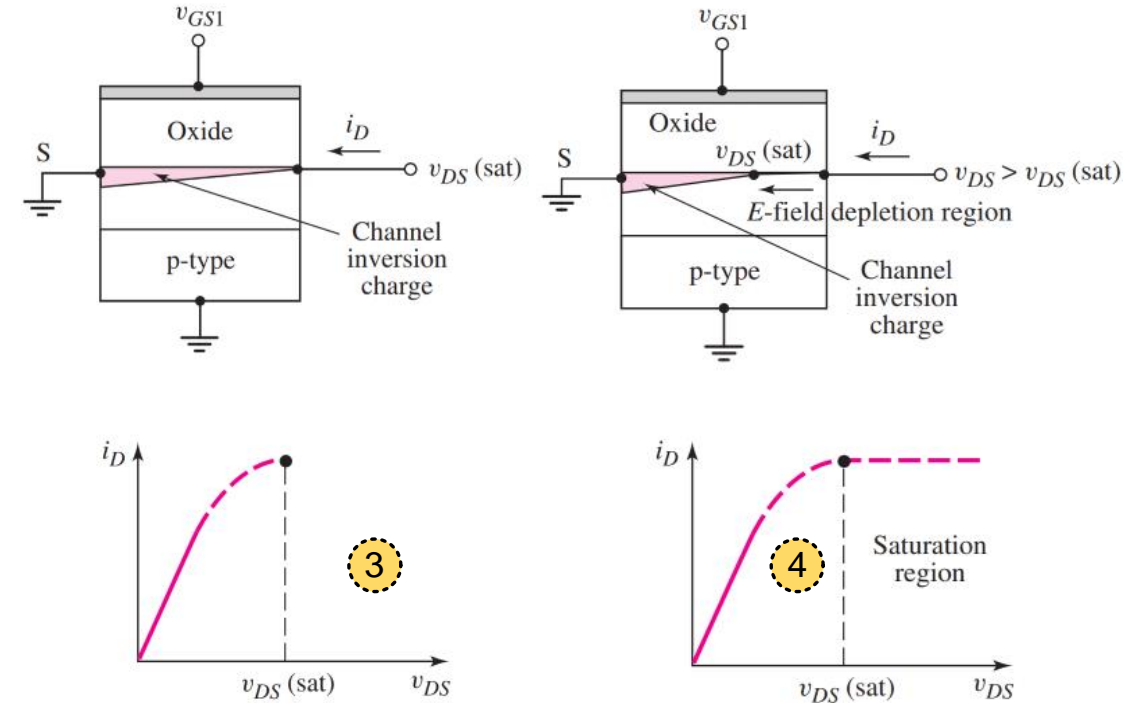 v_GS1
Oxide
S
i_D
v_DS (sat)
Channel
inversion
charge
p-type
v_GS1
Oxide
v_DS (sat)
S
i_D
v_DS > v_DS (sat)
E-field depletion region
p-type
Channel
inversion
charge
i_D
3
v_DS (sat)
v_DS
i_D
4
Saturation
region
v_DS (sat)
v_DS